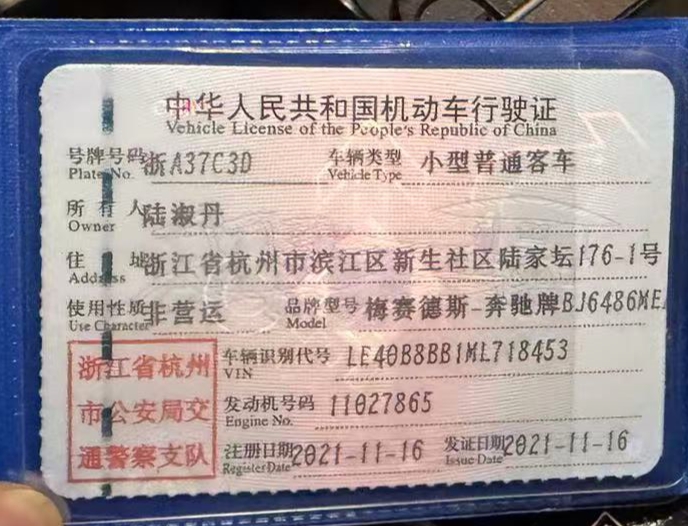 中华人民共和国机动车行驶证
Vehicle License of the People's Republic of China
号牌号码 浙A37C3D 车辆类型 小型普通客车
Plate No. Vehicle Type
所有人 陆淑丹
Owner
住址 浙江省杭州市滨江区新生社区陆家坛176-1号
Address
使用性质 非营运 品牌型号 梅赛德斯-奔驰牌BJ6486ME
Use Character Model
浙江省杭州
市公安局交
通警察支队
车辆识别代号 LE40B8BB1ML718453
VIN
发动机号码 11027865
Engine No.
注册日期 2021-11-16 发证日期 2021-11-16
Register Date Issue Date